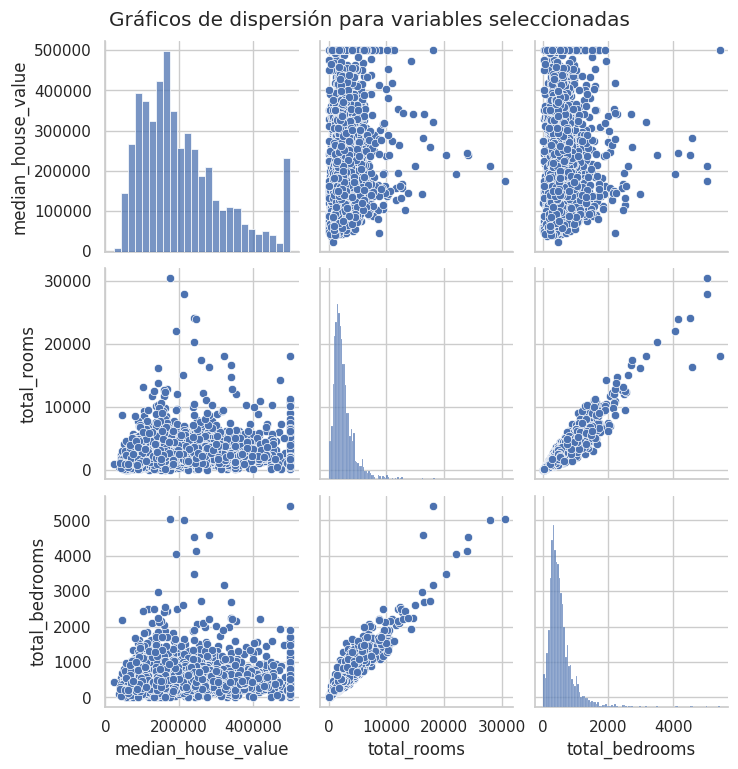 Gráficos de dispersión para variables seleccionadas
median_house_value
500000
400000
300000
200000
100000
0
total_rooms
30000
20000
10000
0
total_bedrooms
5000
4000
3000
2000
1000
0
0 200000 400000
0 10000 20000 30000
0 2000 4000
median_house_value total_rooms total_bedrooms